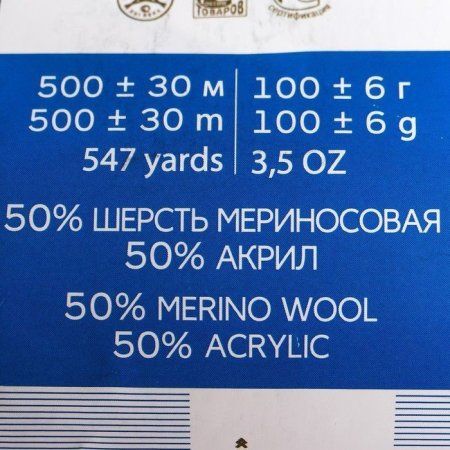 ТОВАРОВ
сертификация
500 ± 30 м 100 ± 6 г
500 ± 30 m 100 ± 6 g
547 yards 3,5 OZ
50% ШЕРСТЬ МЕРИНОСОВАЯ
50% АКРИЛ
50% MERINO WOOL
50% ACRYLIC